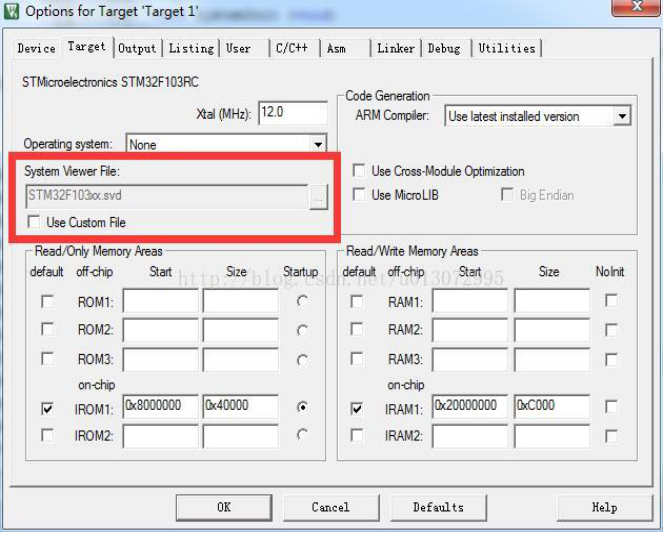 Options for Target 'Target 1'
Device Target Output Listing User C/C++ Asm Linker Debug Utilities
STMicroelectronics STM32F103RC
Xtal (MHz): 12.0
Operating system: None
System Viewer File:
STM32F103xx.svd ...
Use Custom File
Code Generation
ARM Compiler: Use latest installed version
Use Cross-Module Optimization
Use MicroLIB Big Endian
Read/Only Memory Areas
default off-chip Start Size Startup
ROM1:
ROM2:
ROM3:
on-chip
IROM1: 0x8000000 0x40000
IROM2:
Read/Write Memory Areas
default off-chip Start Size NoInit
RAM1:
RAM2:
RAM3:
on-chip
IRAM1: 0x20000000 0xC000
IRAM2:
http://blog.csdn.net/u013072995
OK Cancel Defaults Help